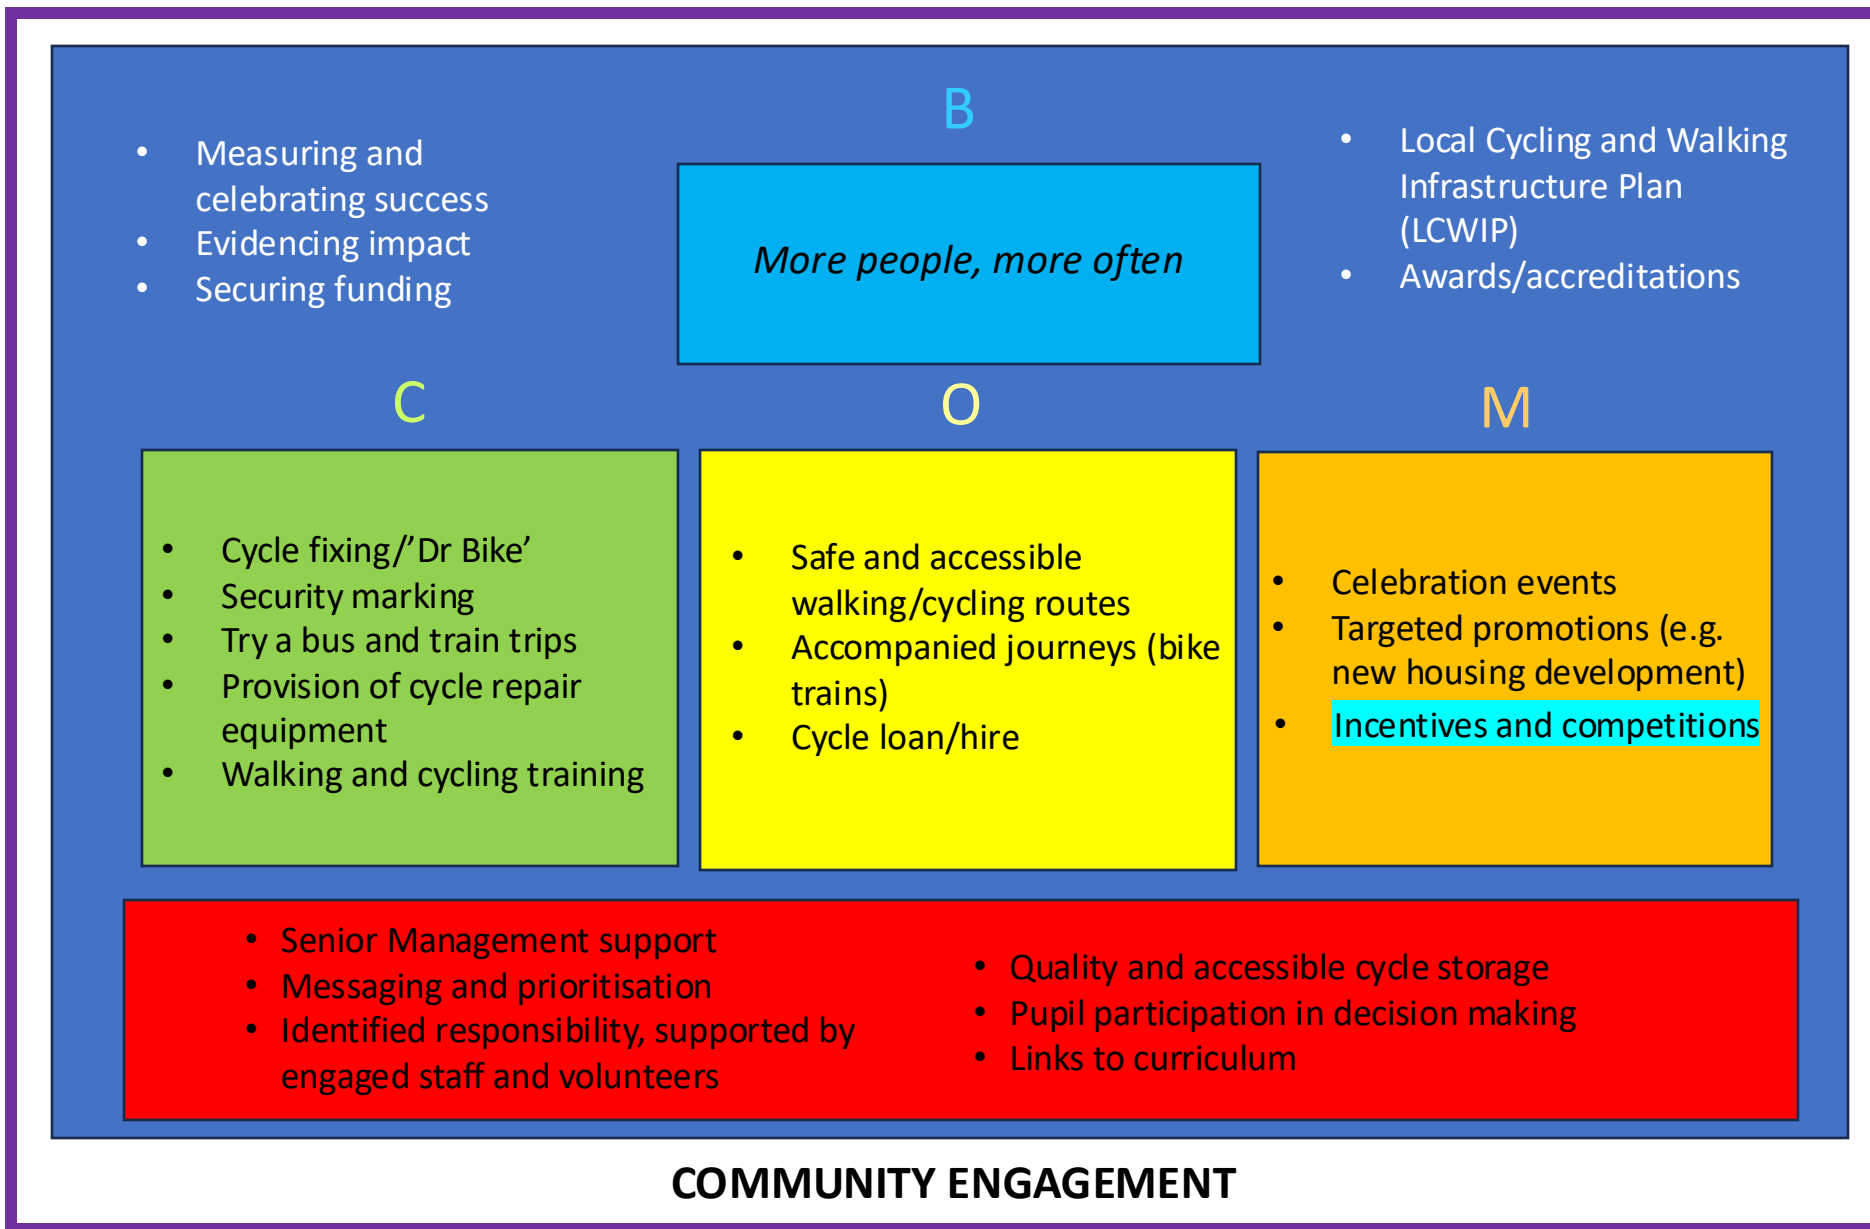 B
• Measuring and
celebrating success
• Evidencing impact
• Securing funding
More people, more often
• Local Cycling and Walking
Infrastructure Plan
(LCWIP)
• Awards/accreditations
C
O
M
• Cycle fixing/’Dr Bike’
• Security marking
• Try a bus and train trips
• Provision of cycle repair
equipment
• Walking and cycling training
• Safe and accessible
walking/cycling routes
• Accompanied journeys (bike
trains)
• Cycle loan/hire
• Celebration events
• Targeted promotions (e.g.
new housing development)
• Incentives and competitions
• Senior Management support
• Messaging and prioritisation
• Identified responsibility, supported by
engaged staff and volunteers
• Quality and accessible cycle storage
• Pupil participation in decision making
• Links to curriculum
COMMUNITY ENGAGEMENT